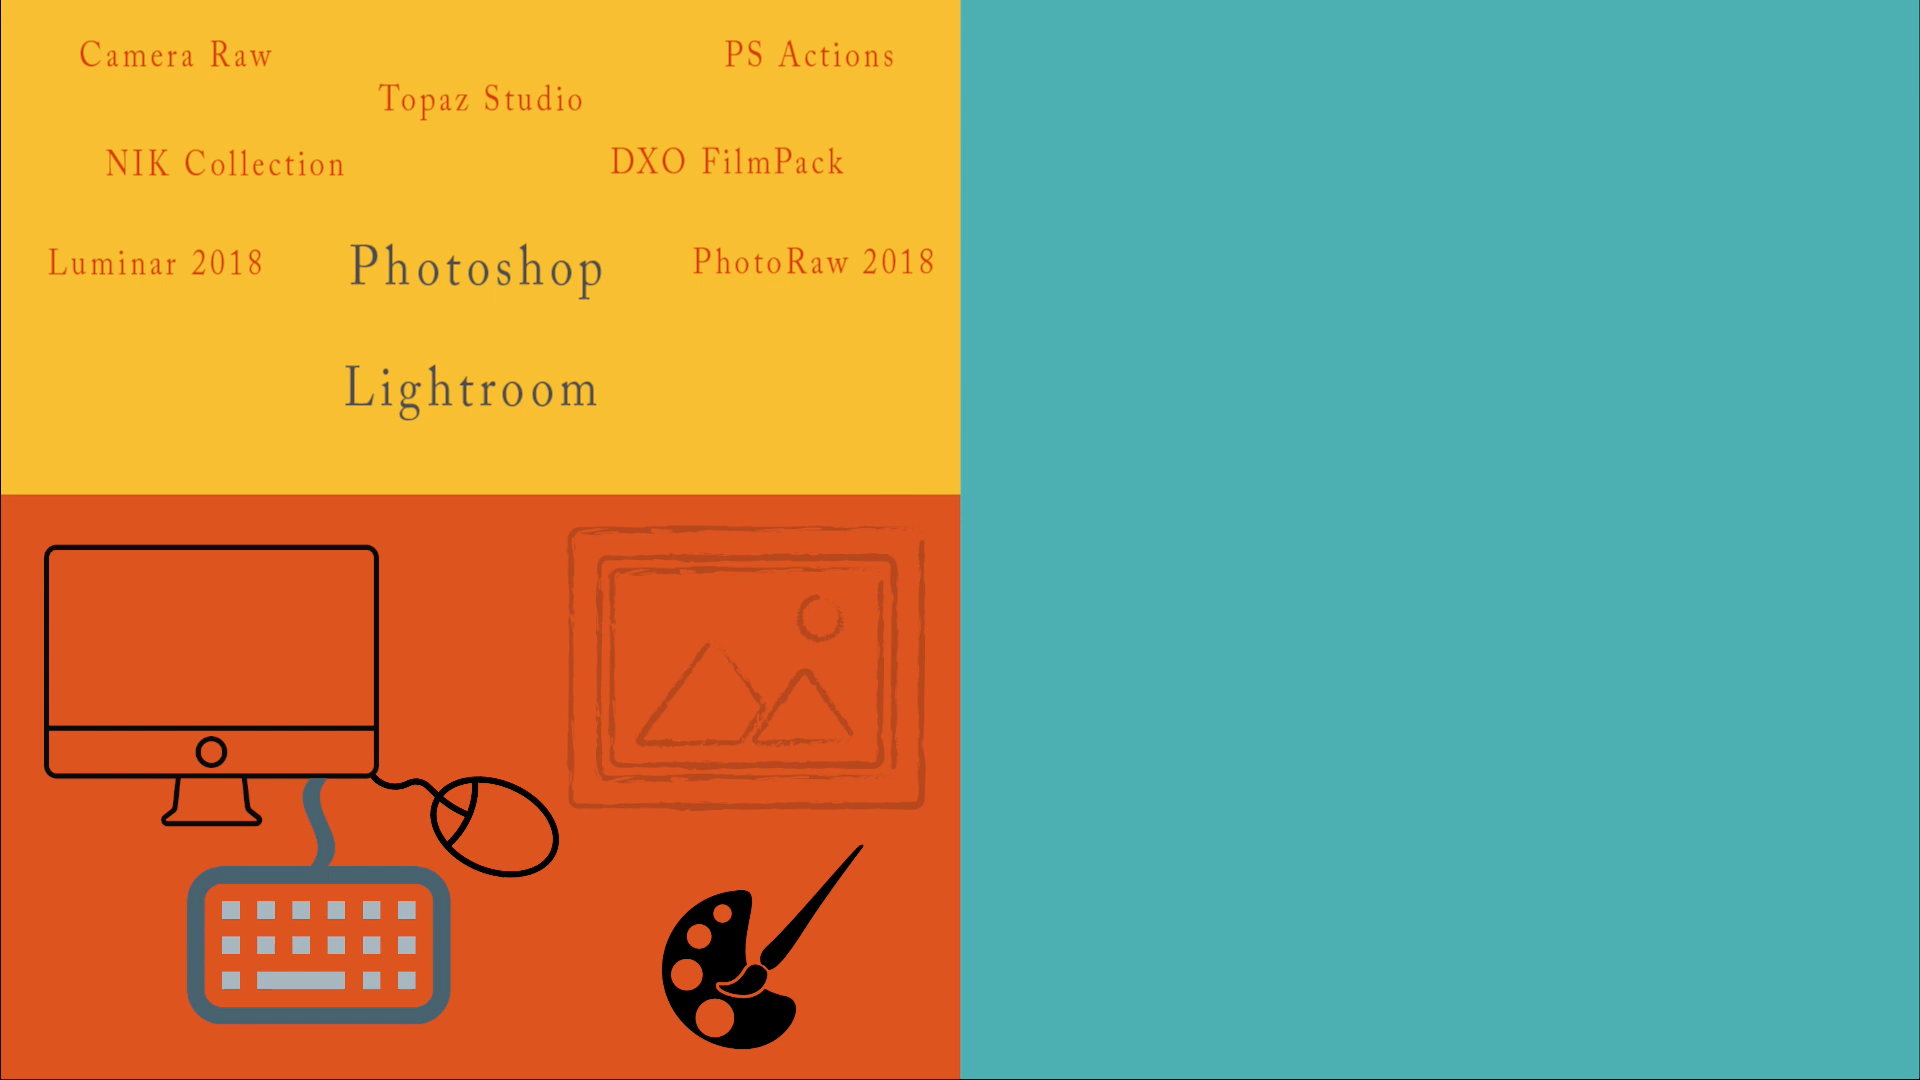 Camera Raw
PS Actions
Topaz Studio
NIK Collection
DXO FilmPack
Luminar 2018
Photoshop
PhotoRaw 2018
Lightroom